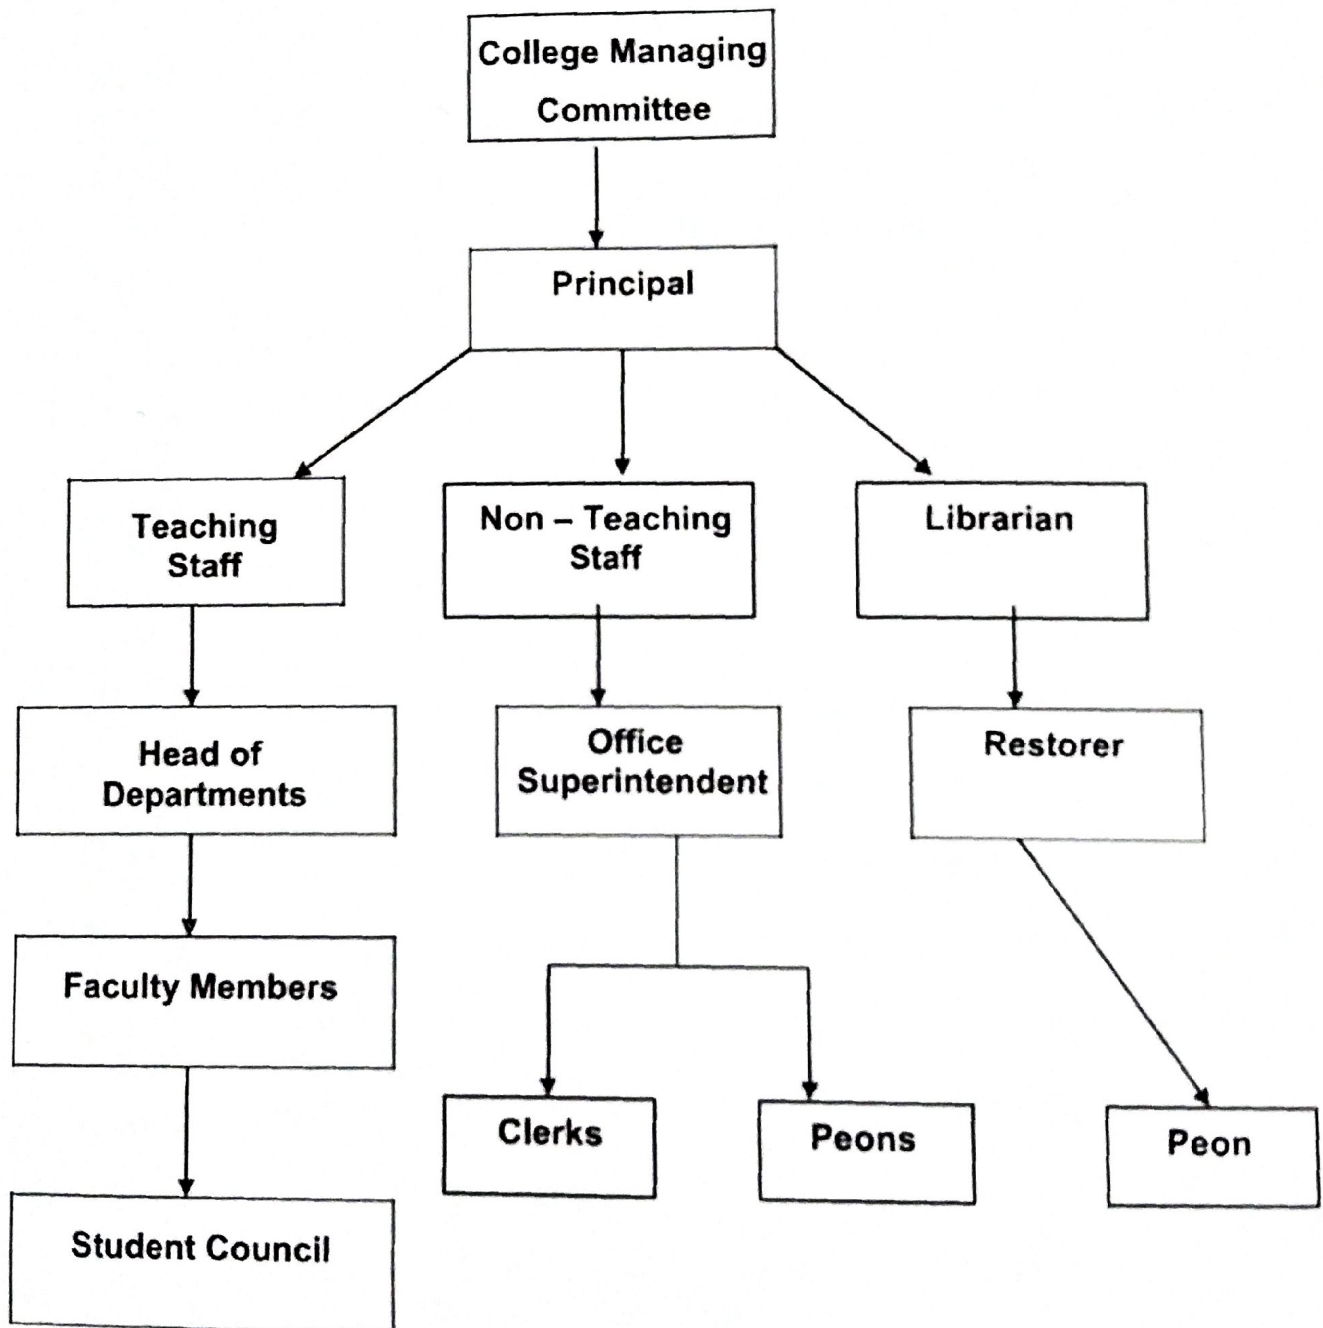 College Managing
Committee
Principal
Teaching
Staff
Non – Teaching
Staff
Librarian
Head of
Departments
Office
Superintendent
Restorer
Faculty Members
Clerks
Peons
Peon
Student Council